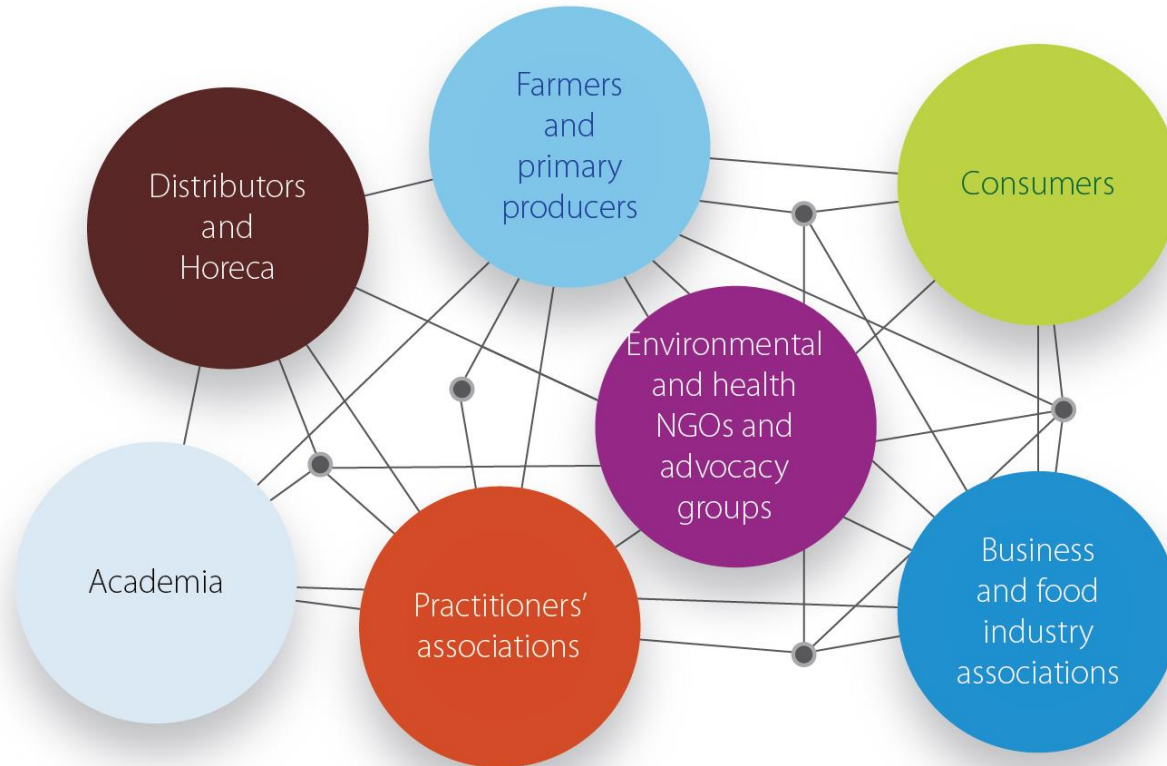 Farmers
and
primary
producers
Distributors
and
Horeca
Consumers
Environmental
and health
NGOs and
advocacy
groups
Academia
Practitioners’
associations
Business
and food
industry
associations